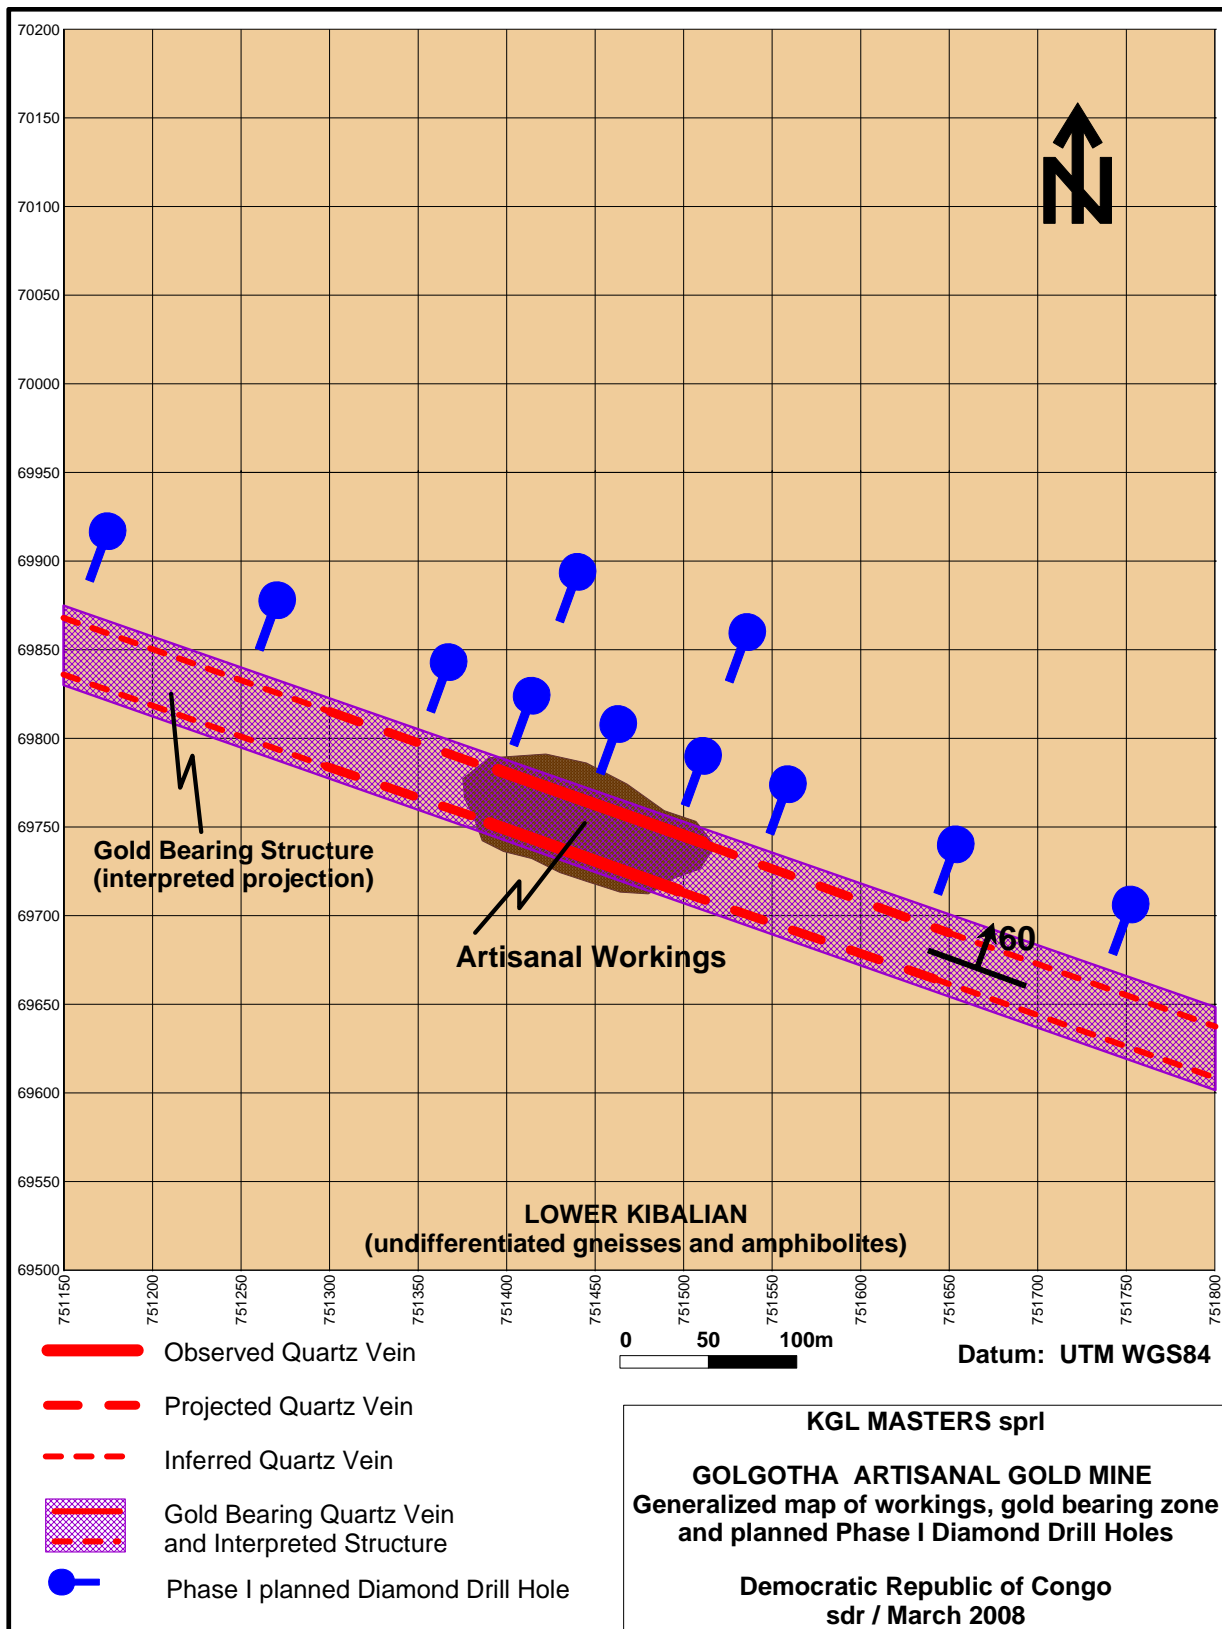 70200
70150
70100
70050
70000
69950
69900
69850
69800
69750
69700
69650
69600
69550
69500
N
Gold Bearing Structure
(interpreted projection)
Artisanal Workings
60
LOWER KIBALIAN
(undifferentiated gneisses and amphibolites)
751150
751200
751250
751300
751350
751400
751450
751500
751550
751600
751650
751700
751750
751800
Observed Quartz Vein
Projected Quartz Vein
Inferred Quartz Vein
Gold Bearing Quartz Vein
and Interpreted Structure
Phase I planned Diamond Drill Hole
0 50 100m
Datum: UTM WGS84
KGL MASTERS sprl
GOLGOTHA ARTISANAL GOLD MINE
Generalized map of workings, gold bearing zone
and planned Phase I Diamond Drill Holes
Democratic Republic of Congo
sdr / March 2008